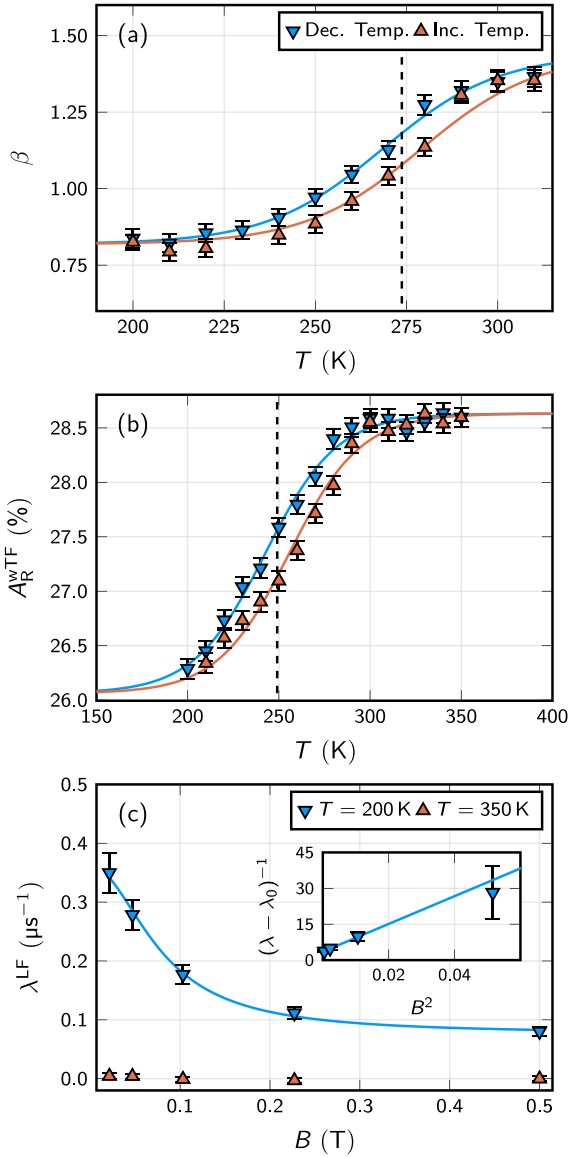 (a)
Dec. Temp. Inc. Temp.
1.50
1.25
1.00
0.75
β
200 225 250 275 300
T (K)
(b)
28.5
28.0
27.5
27.0
26.5
26.0
A_R^wTF (%)
150 200 250 300 350 400
T (K)
(c)
T = 200 K T = 350 K
0.5
0.4
0.3
0.2
0.1
0.0
λ^LF (μs⁻¹)
45
30
15
0
(λ − λ₀)⁻¹
0.02 0.04
B²
0.1 0.2 0.3 0.4 0.5
B (T)